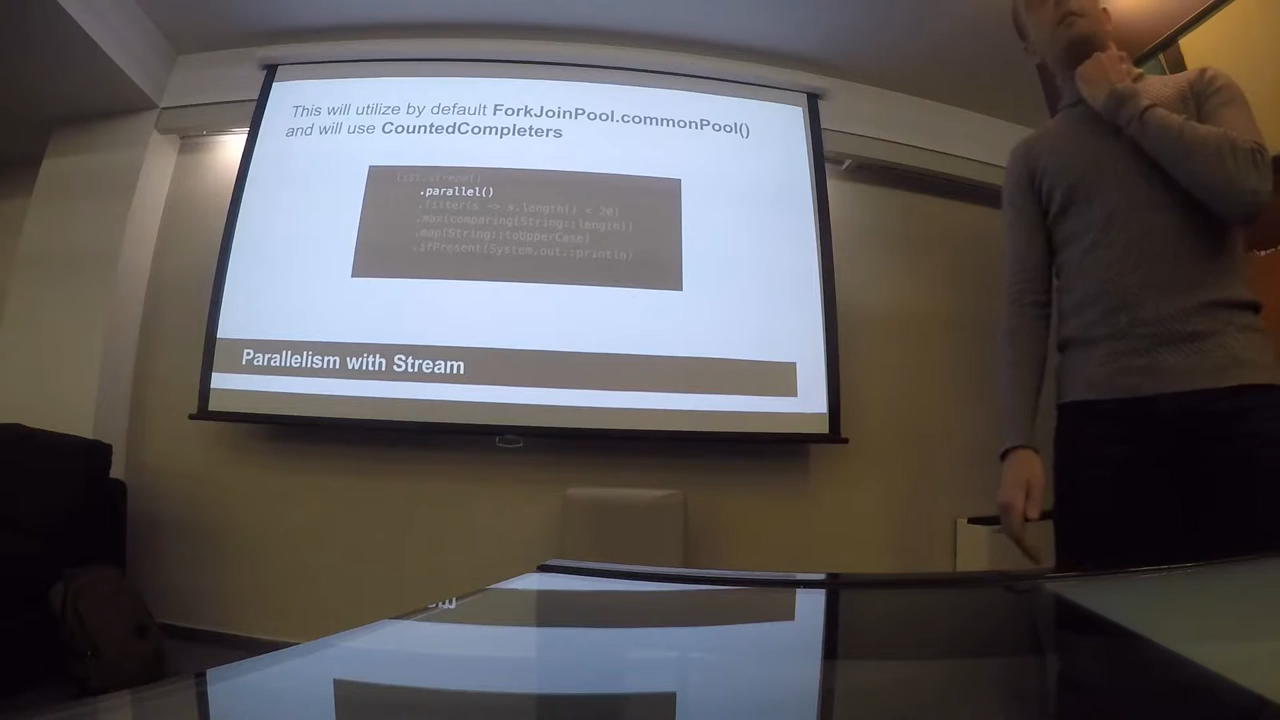 This will utilize by default ForkJoinPool.commonPool()
and will use CountedCompleters
list.stream()
.parallel()
.filter(s -> s.length() < 20)
.max(comparing(String::length))
.map(String::toUpperCase)
.ifPresent(System.out::println)
Parallelism with Stream